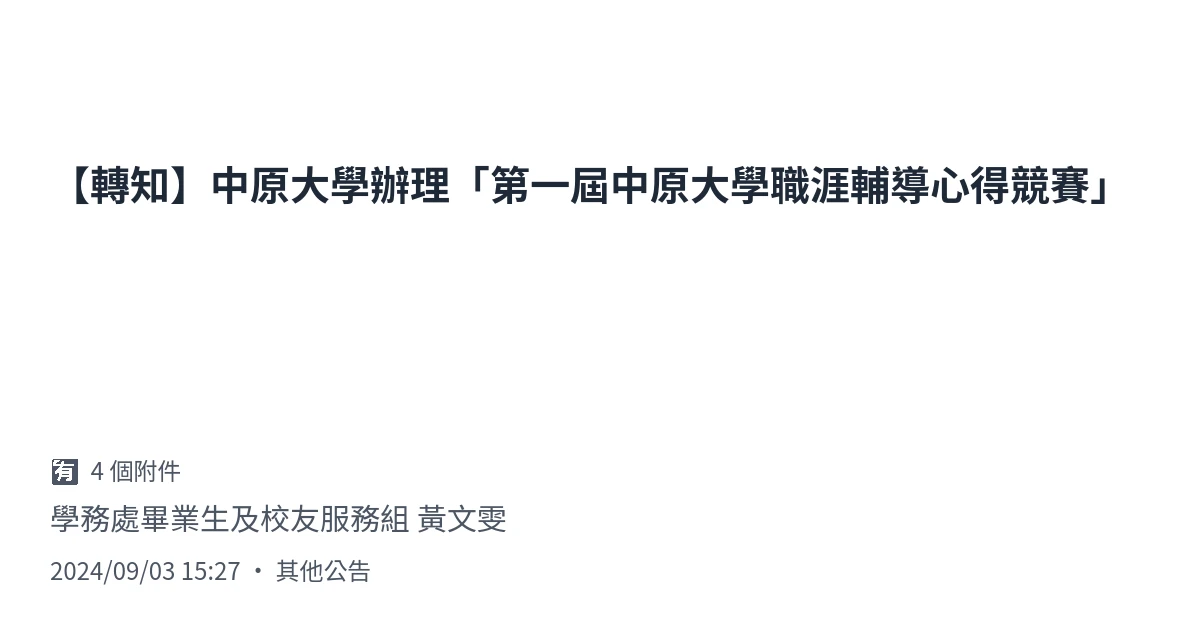 【轉知】中原大學辦理「第一屆中原大學職涯輔導心得競賽」
🈶 4 個附件
學務處畢業生及校友服務組 黃文雯
2024/09/03 15:27 ・ 其他公告